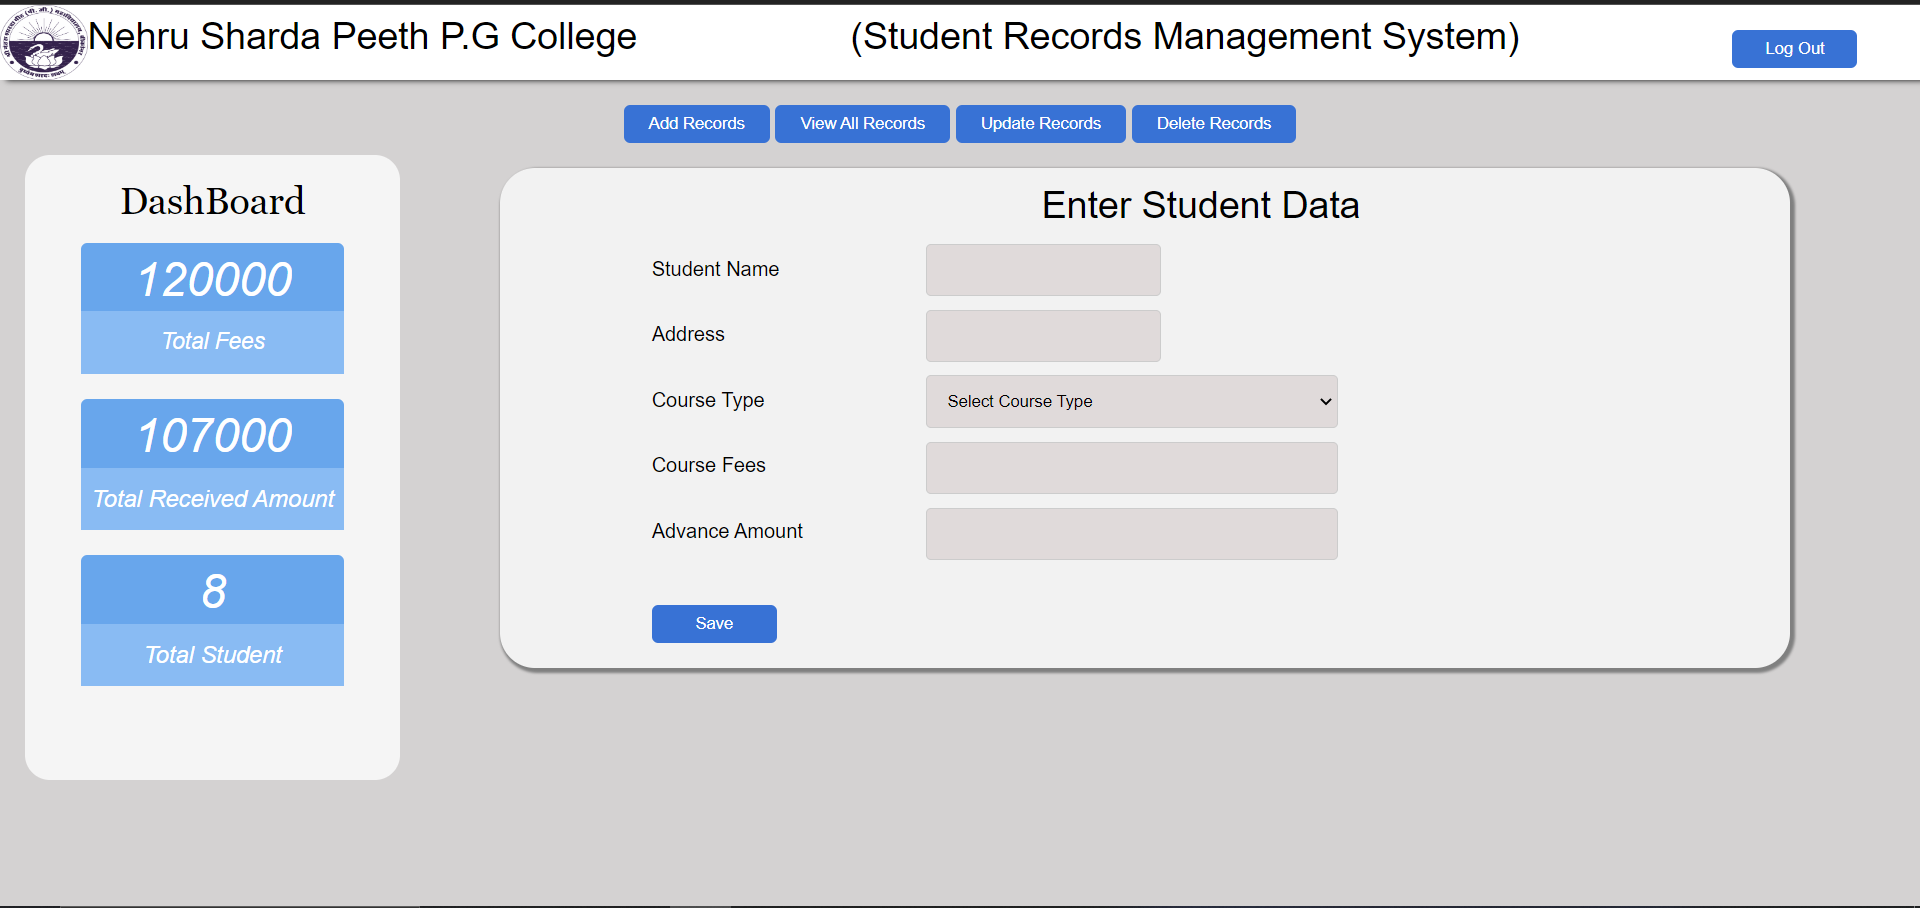 Nehru Sharda Peeth P.G College
(Student Records Management System)
Log Out
Add Records
View All Records
Update Records
Delete Records
DashBoard
120000
Total Fees
107000
Total Received Amount
8
Total Student
Enter Student Data
Student Name
Address
Course Type
Select Course Type
Course Fees
Advance Amount
Save